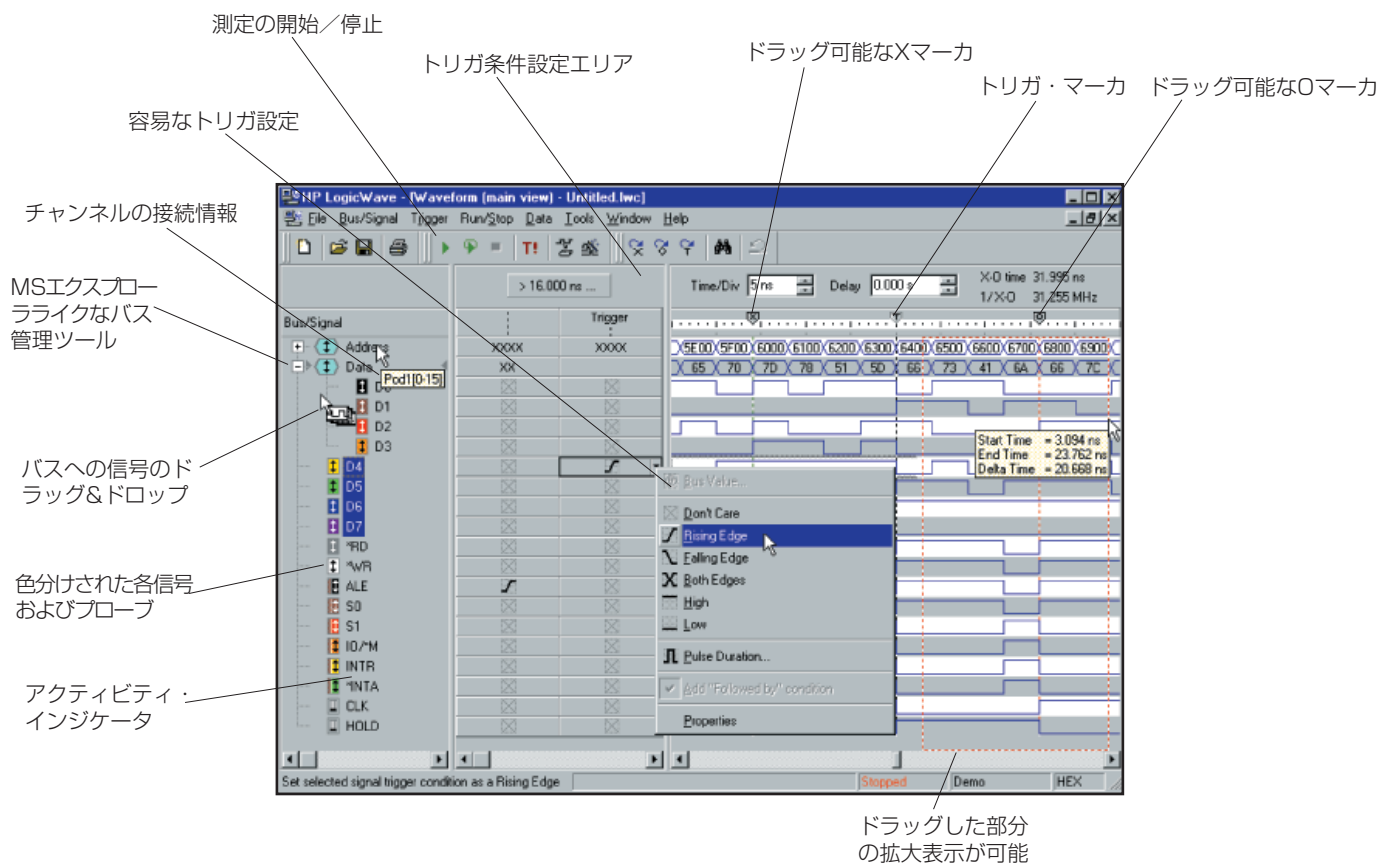 測定の開始／停止
トリガ条件設定エリア
ドラッグ可能なXマーカ
トリガ・マーカ
ドラッグ可能なOマーカ
容易なトリガ設定
チャンネルの接続情報
MSエクスプロー
ラライクなバス
管理ツール
バスへの信号のド
ラッグ&ドロップ
色分けされた各信号
およびプローブ
アクティビティ・
インジケータ
HP LogicWave - [Waveform (main view) - Untitled.lwc]
File Bus/Signal Trigger Run/Stop Data Tools Window Help
T!
> 16.000 ns ...
Time/Div 5 ns Delay 0.000 s
X-O time 31.995 ns
1/X-O 31.255 MHz
Bus/Signal
Trigger
X T O
Address XXXX XXXX 5E00 5F00 6000 6100 6200 6300 6400 6500 6600 6700 6800 6900
Data XX 65 70 7D 78 51 5D 66 73 41 6A 66 7C
Pod1[0-15]
D1
D2
D3
Start Time = 3.094 ns
End Time = 23.762 ns
Delta Time = 20.668 ns
D4
D5
D6
D7
*RD
*WR
ALE
S0
S1
IO/*M
INTR
*INTA
CLK
HOLD
Bus Value...
Don't Care
Rising Edge
Falling Edge
Both Edges
High
Low
Pulse Duration...
Add "Followed by" condition
Properties
Set selected signal trigger condition as a Rising Edge
Stopped Demo HEX
ドラッグした部分
の拡大表示が可能